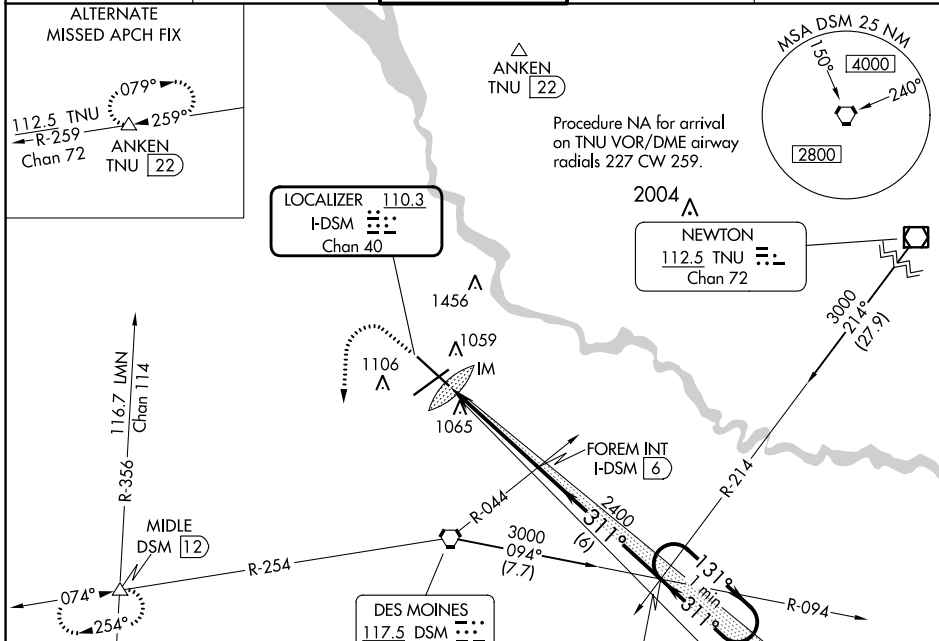 ALTERNATE
MISSED APCH FIX
079°
259°
112.5 TNU
R-259
Chan 72
ANKEN
TNU 22
ANKEN
TNU 22
MSA DSM 25 NM
150°
4000
240°
2800
Procedure NA for arrival
on TNU VOR/DME airway
radials 227 CW 259.
2004
LOCALIZER 110.3
I-DSM
Chan 40
NEWTON
112.5 TNU
Chan 72
1456
1059
IM
1106
1065
3000
214°
(27.9)
R-214
116.7 LMN
Chan 114
R-356
FOREM INT
I-DSM 6
R-044
2400
311°
(6)
MIDLE
DSM 12
R-254
3000
094°
(7.7)
131°
1 min
311°
R-094
074°
254°
DES MOINES
117.5 DSM